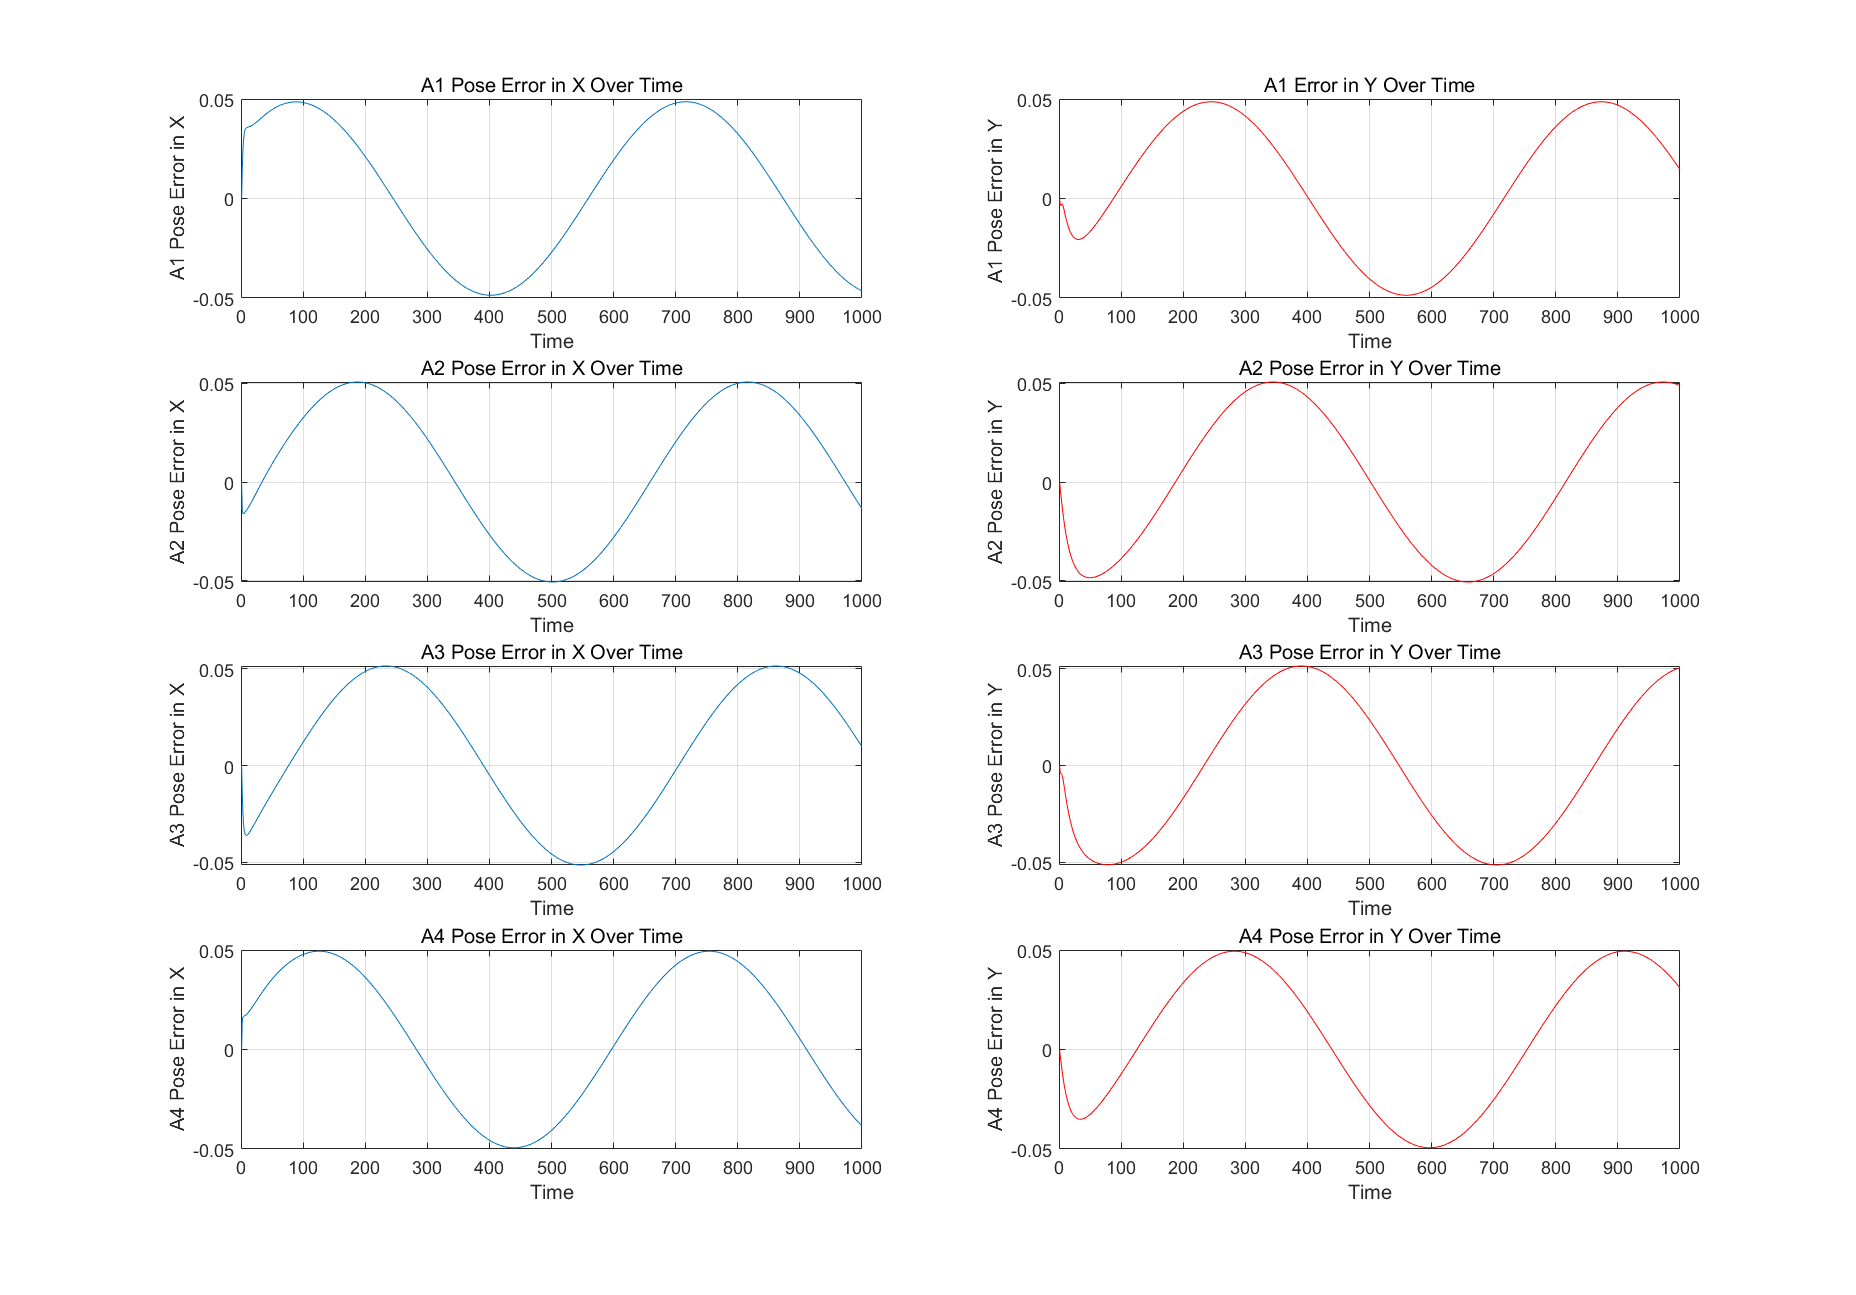 A1 Pose Error in X Over Time
A1 Pose Error in X
0.05
0
-0.05
0 100 200 300 400 500 600 700 800 900 1000
Time
A1 Error in Y Over Time
A1 Pose Error in Y
0.05
0
-0.05
0 100 200 300 400 500 600 700 800 900 1000
Time
A2 Pose Error in X Over Time
A2 Pose Error in X
0.05
0
-0.05
0 100 200 300 400 500 600 700 800 900 1000
Time
A2 Pose Error in Y Over Time
A2 Pose Error in Y
0.05
0
-0.05
0 100 200 300 400 500 600 700 800 900 1000
Time
A3 Pose Error in X Over Time
A3 Pose Error in X
0.05
0
-0.05
0 100 200 300 400 500 600 700 800 900 1000
Time
A3 Pose Error in Y Over Time
A3 Pose Error in Y
0.05
0
-0.05
0 100 200 300 400 500 600 700 800 900 1000
Time
A4 Pose Error in X Over Time
A4 Pose Error in X
0.05
0
-0.05
0 100 200 300 400 500 600 700 800 900 1000
Time
A4 Pose Error in Y Over Time
A4 Pose Error in Y
0.05
0
-0.05
0 100 200 300 400 500 600 700 800 900 1000
Time